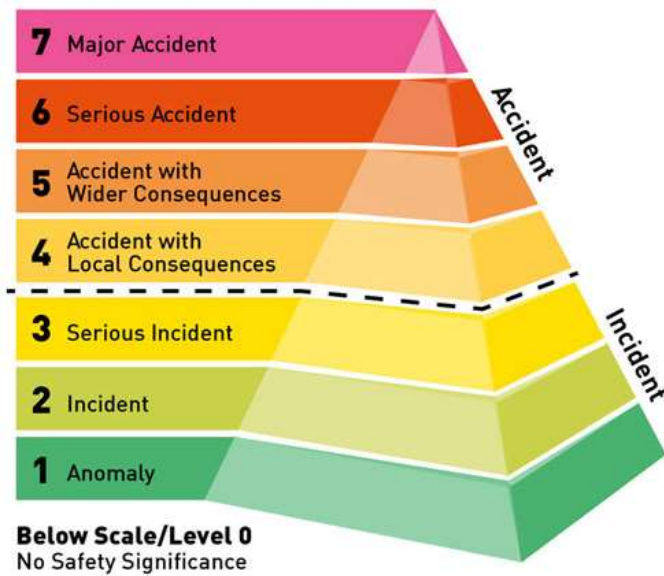 7 Major Accident
6 Serious Accident
5 Accident with
Wider Consequences
4 Accident with
Local Consequences
3 Serious Incident
2 Incident
1 Anomaly
Below Scale/Level 0
No Safety Significance
Accident
Incident